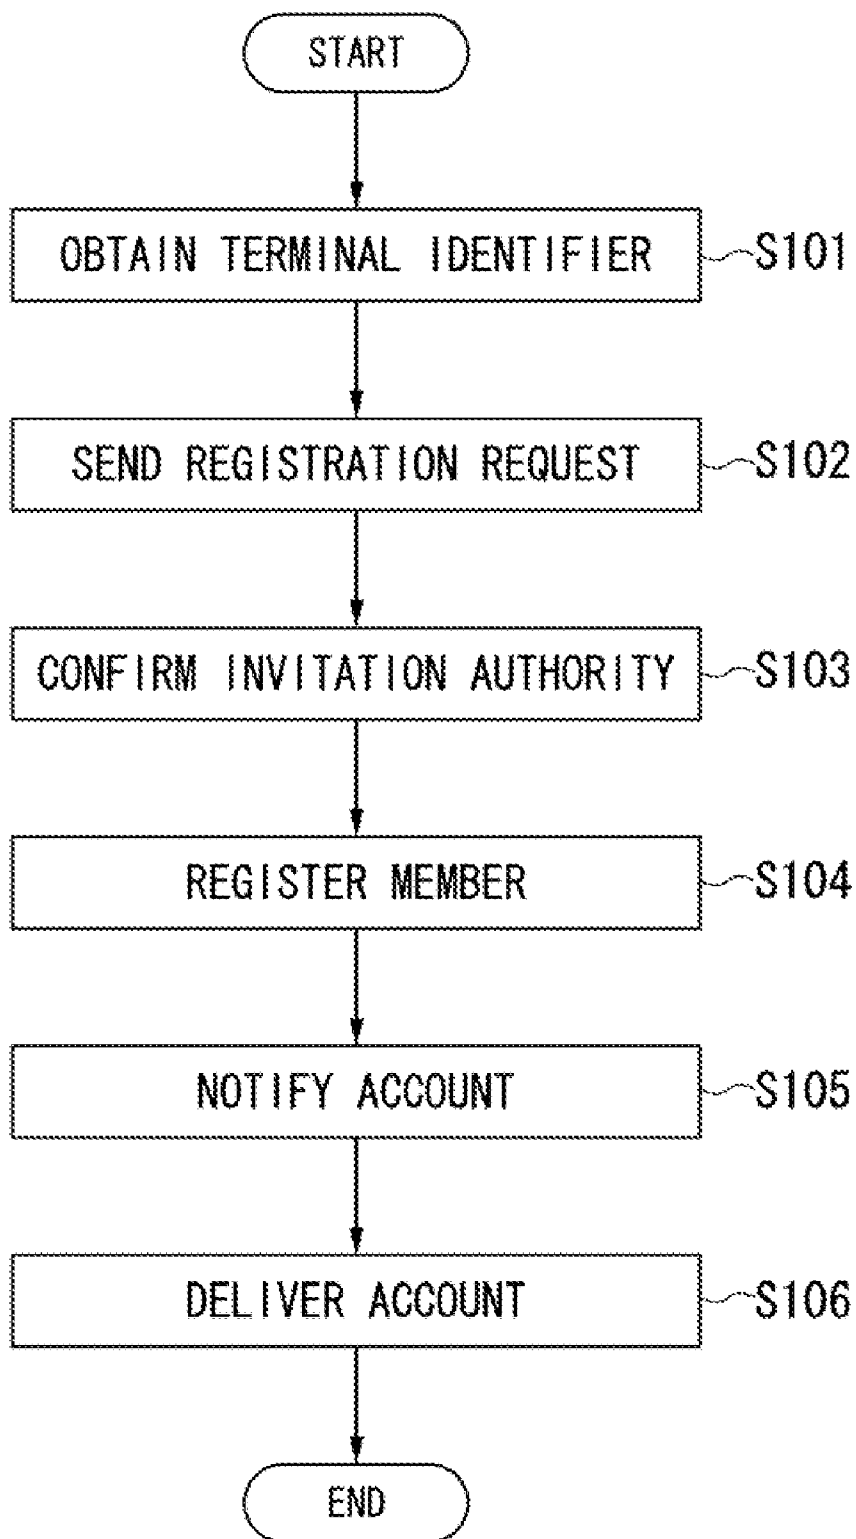 START
OBTAIN TERMINAL IDENTIFIER S101
SEND REGISTRATION REQUEST S102
CONFIRM INVITATION AUTHORITY S103
REGISTER MEMBER S104
NOTIFY ACCOUNT S105
DELIVER ACCOUNT S106
END